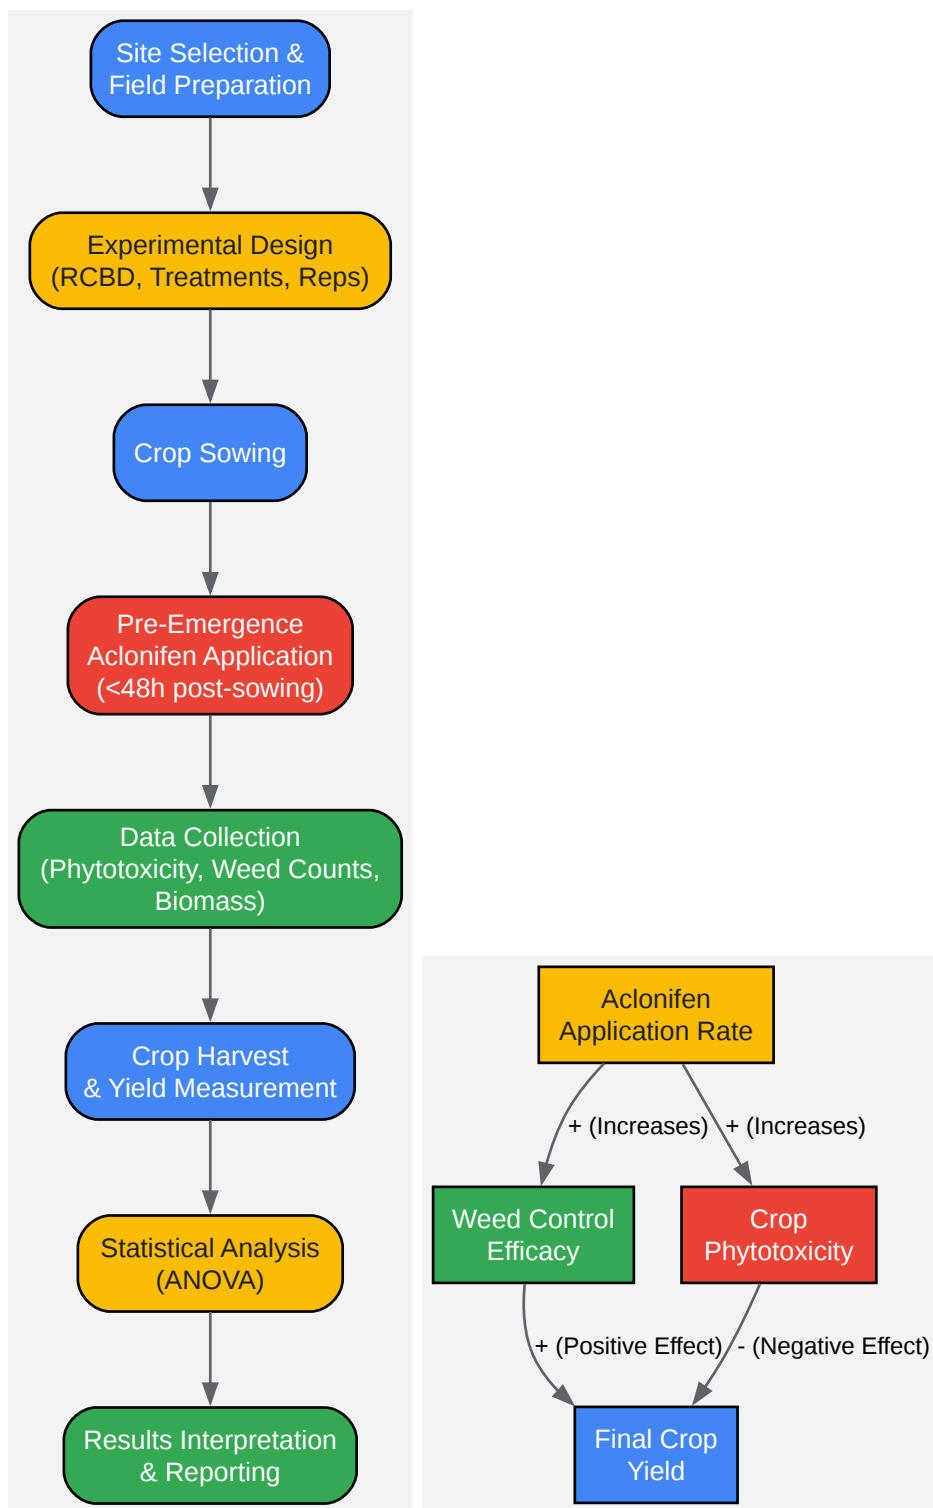 Site Selection &
Field Preparation
Experimental Design
(RCBD, Treatments, Reps)
Crop Sowing
Pre-Emergence
Aclonifen Application
(<48h post-sowing)
Data Collection
(Phytotoxicity, Weed Counts,
Biomass)
Crop Harvest
& Yield Measurement
Statistical Analysis
(ANOVA)
Results Interpretation
& Reporting
Aclonifen
Application Rate
+ (Increases)
+ (Increases)
Weed Control
Efficacy
Crop
Phytotoxicity
+ (Positive Effect)
- (Negative Effect)
Final Crop
Yield